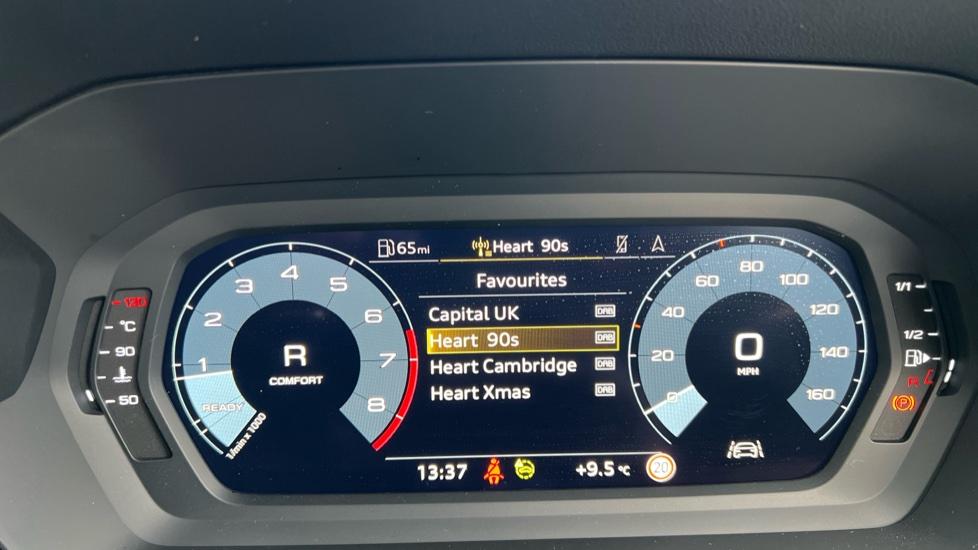 65mi Heart 90s
Favourites
Capital UK DAB
Heart 90s DAB
Heart Cambridge DAB
Heart Xmas DAB
13:37 +9.5 °C 20
READY 1 2 3 4 5 6 7 8
1/min x 1000
R
COMFORT
0 20 40 60 80 100 120 140 160
0
MPH
130
°C
90
50
1/1
1/2
R
P